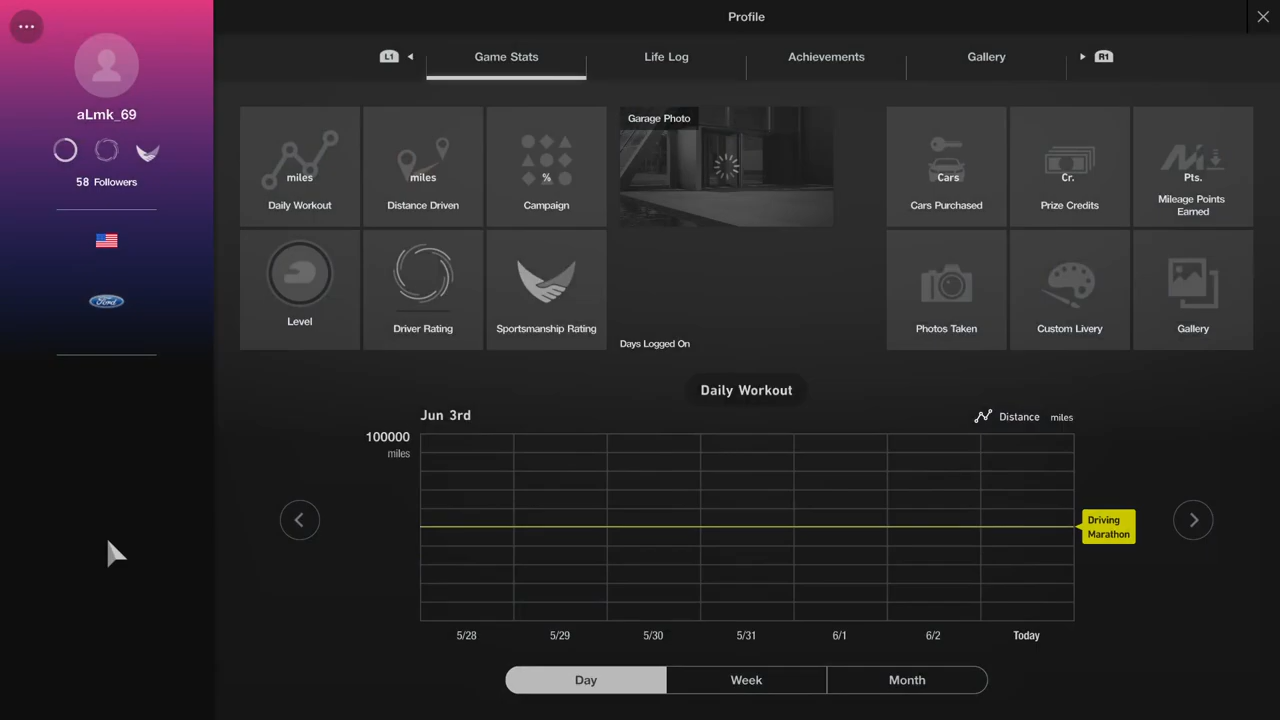 Profile
L1
Game Stats
Life Log
Achievements
Gallery
R1
aLmk_69
58 Followers
Ford
miles
Daily Workout
miles
Distance Driven
%
Campaign
Garage Photo
Cars
Cars Purchased
Cr.
Prize Credits
Pts.
Mileage Points
Earned
Level
Driver Rating
Sportsmanship Rating
Days Logged On
Photos Taken
Custom Livery
Gallery
Daily Workout
Jun 3rd
Distance miles
100000
miles
Driving
Marathon
5/28
5/29
5/30
5/31
6/1
6/2
Today
Day
Week
Month